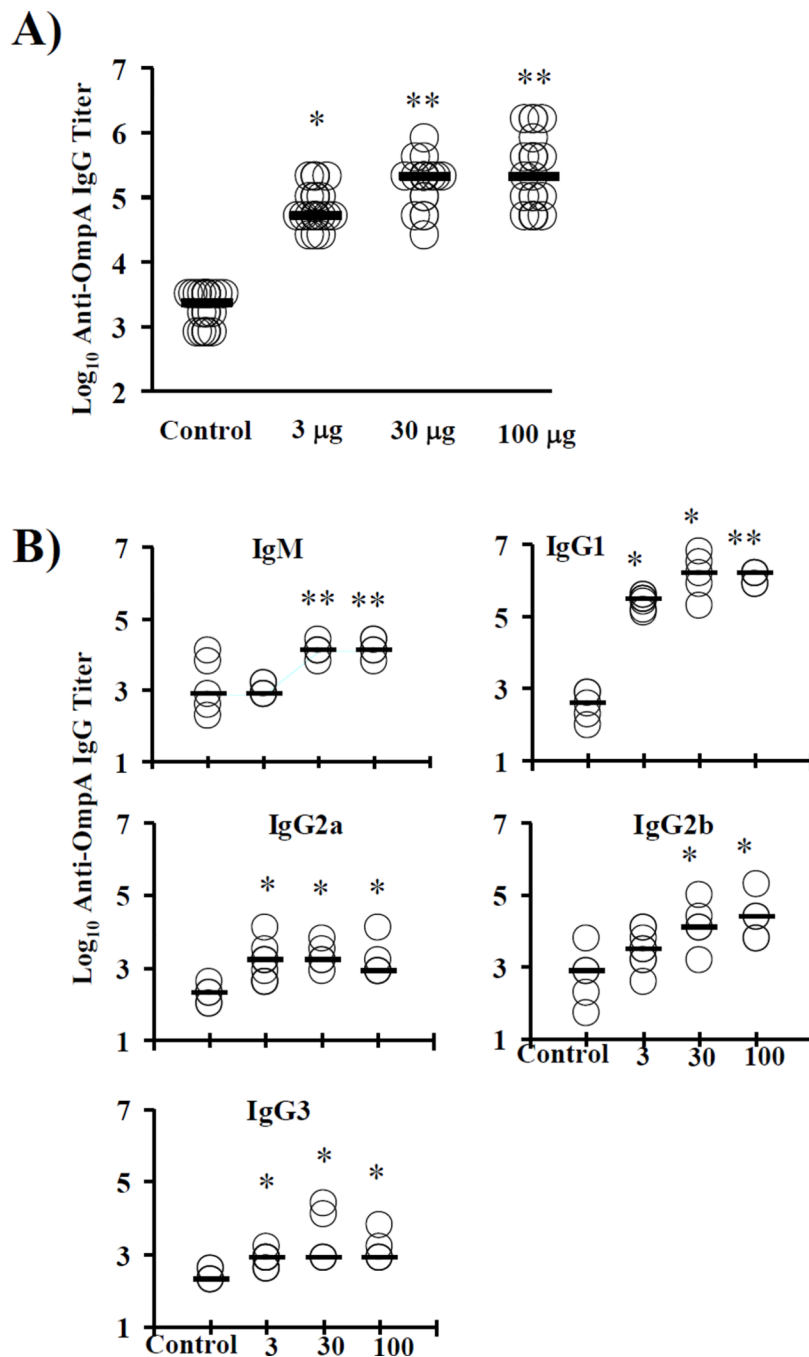 A)
Log10 Anti-OmpA IgG Titer
7
6
5
4
3
2
* ** **
Control 3 µg 30 µg 100 µg
B)
Log10 Anti-OmpA IgG Titer
IgM
7
5
3
1
** **
IgG1
7
5
3
1
* * **
IgG2a
7
5
3
1
* * *
IgG2b
7
5
3
1
* *
Control 3 30 100
IgG3
7
5
3
1
* * *
Control 3 30 100